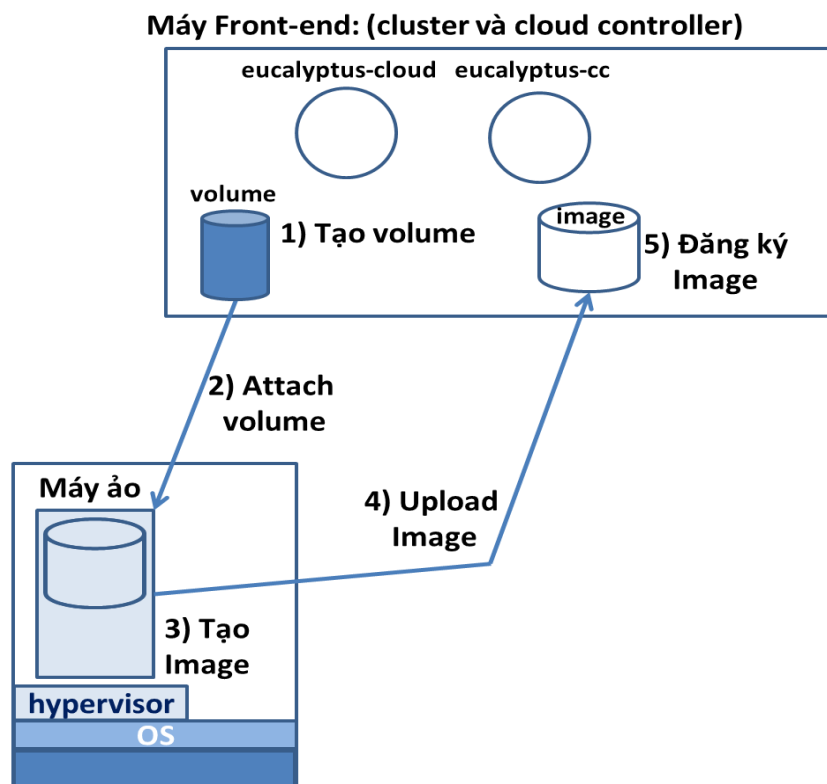 Máy Front-end: (cluster và cloud controller)
eucalyptus-cloud
eucalyptus-cc
volume
1) Tạo volume
image
5) Đăng ký
Image
2) Attach
volume
Máy ảo
4) Upload
Image
3) Tạo
Image
hypervisor
OS